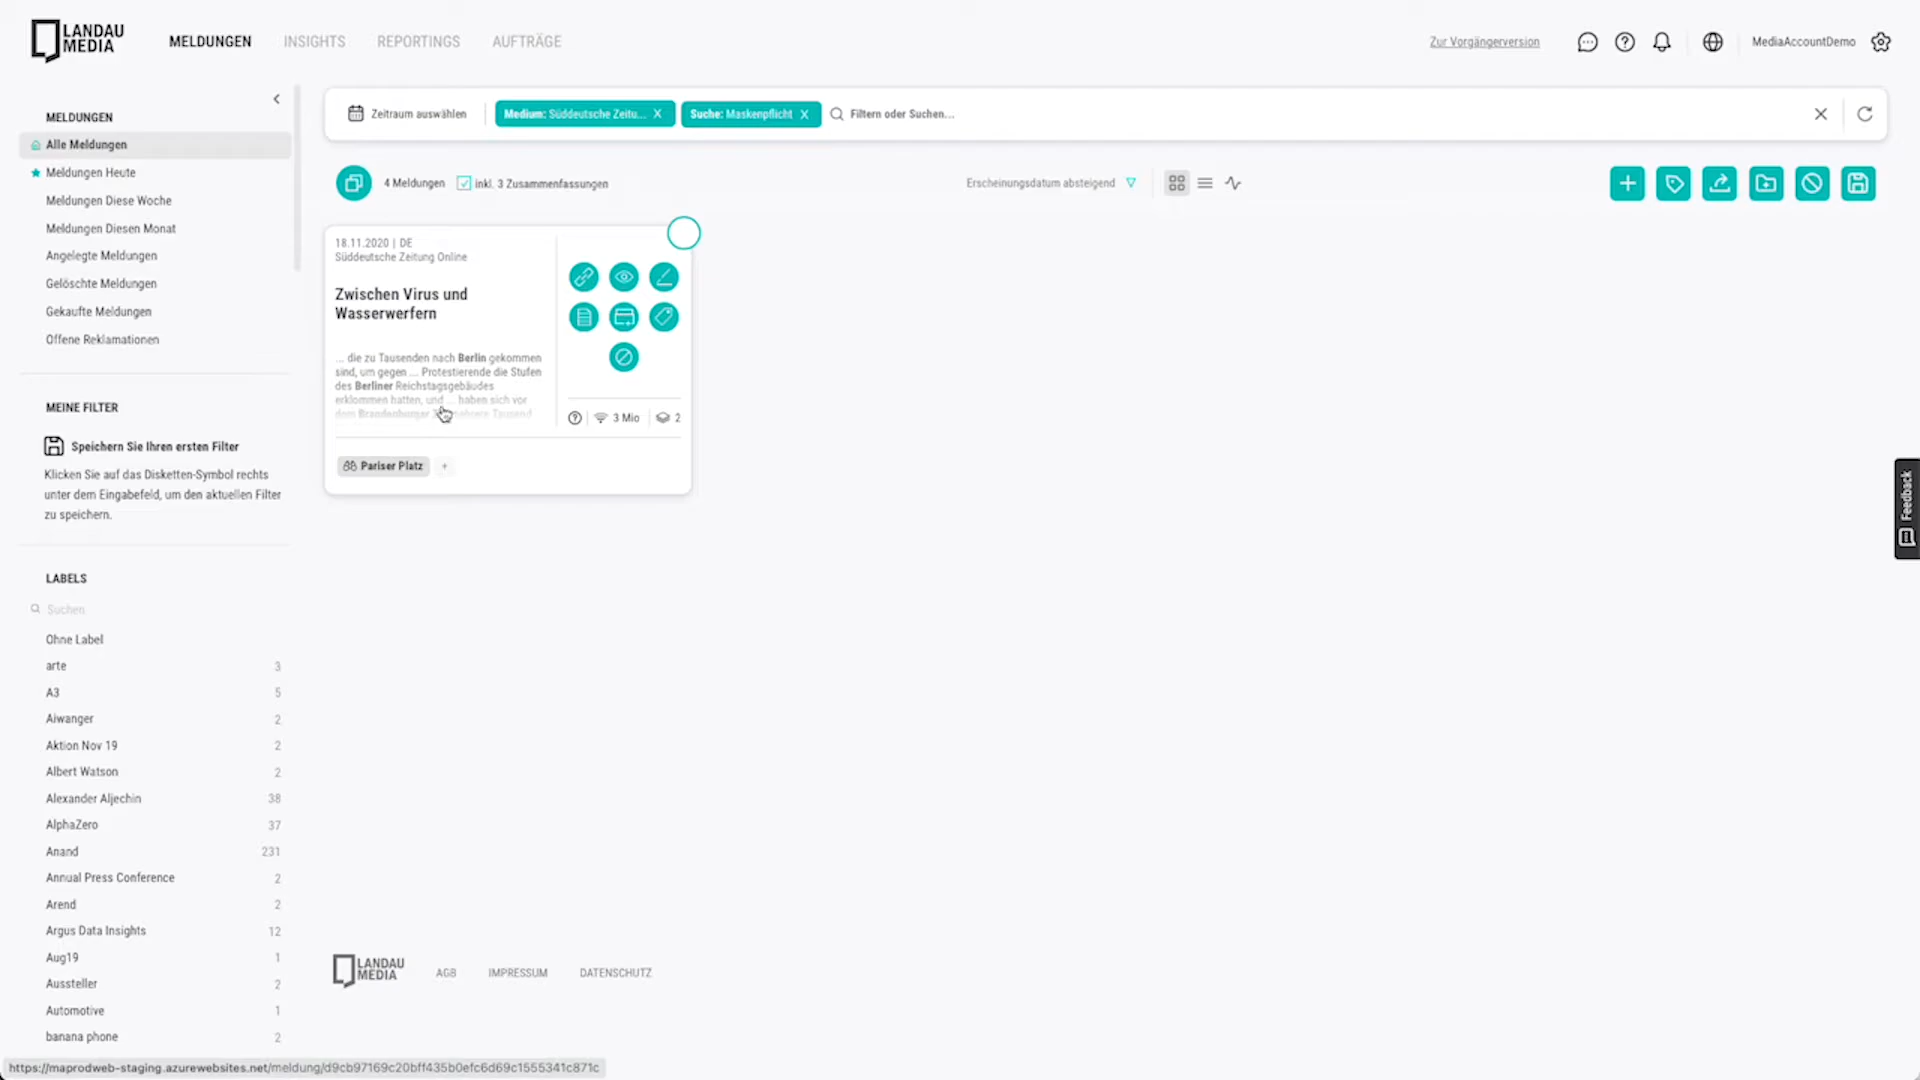 LANDAU
MEDIA
MELDUNGEN
INSIGHTS
REPORTINGS
AUFTRÄGE
Zur Vorgängerversion
MediaAccountDemo
MELDUNGEN
Alle Meldungen
Meldungen Heute
Meldungen Diese Woche
Meldungen Diesen Monat
Angelegte Meldungen
Gelöschte Meldungen
Gekaufte Meldungen
Offene Reklamationen
MEINE FILTER
Speichern Sie Ihren ersten Filter
Klicken Sie auf das Disketten-Symbol rechts
unter dem Eingabefeld, um den aktuellen Filter
zu speichern.
LABELS
Suchen
Ohne Label
arte 3
A3 5
Aiwanger 2
Aktion Nov 19 2
Albert Watson 2
Alexander Aljechin 38
AlphaZero 37
Anand 231
Annual Press Conference 2
Arend 2
Argus Data Insights 12
Aug19 1
Aussteller 2
Automotive 1
banana phone 2
Zeitraum auswählen
Medium: Süddeutsche Zeitu... X
Suche: Maskenpflicht X
Filtern oder Suchen...
4 Meldungen
inkl. 3 Zusammenfassungen
Erscheinungsdatum absteigend
18.11.2020 | DE
Süddeutsche Zeitung Online
Zwischen Virus und
Wasserwerfern
... die zu Tausenden nach Berlin gekommen
sind, um gegen ... Protestierende die Stufen
des Berliner Reichstagsgebäudes
erklommen hatten, und ... haben sich vor
dem Brandenburger Tausend
3 Mio
2
Pariser Platz +
Feedback
LANDAU
MEDIA
AGB
IMPRESSUM
DATENSCHUTZ
https://maprodweb-staging.azurewebsites.net/meldung/d9cb97169c20bff435b0efc6d69c1555341c871c